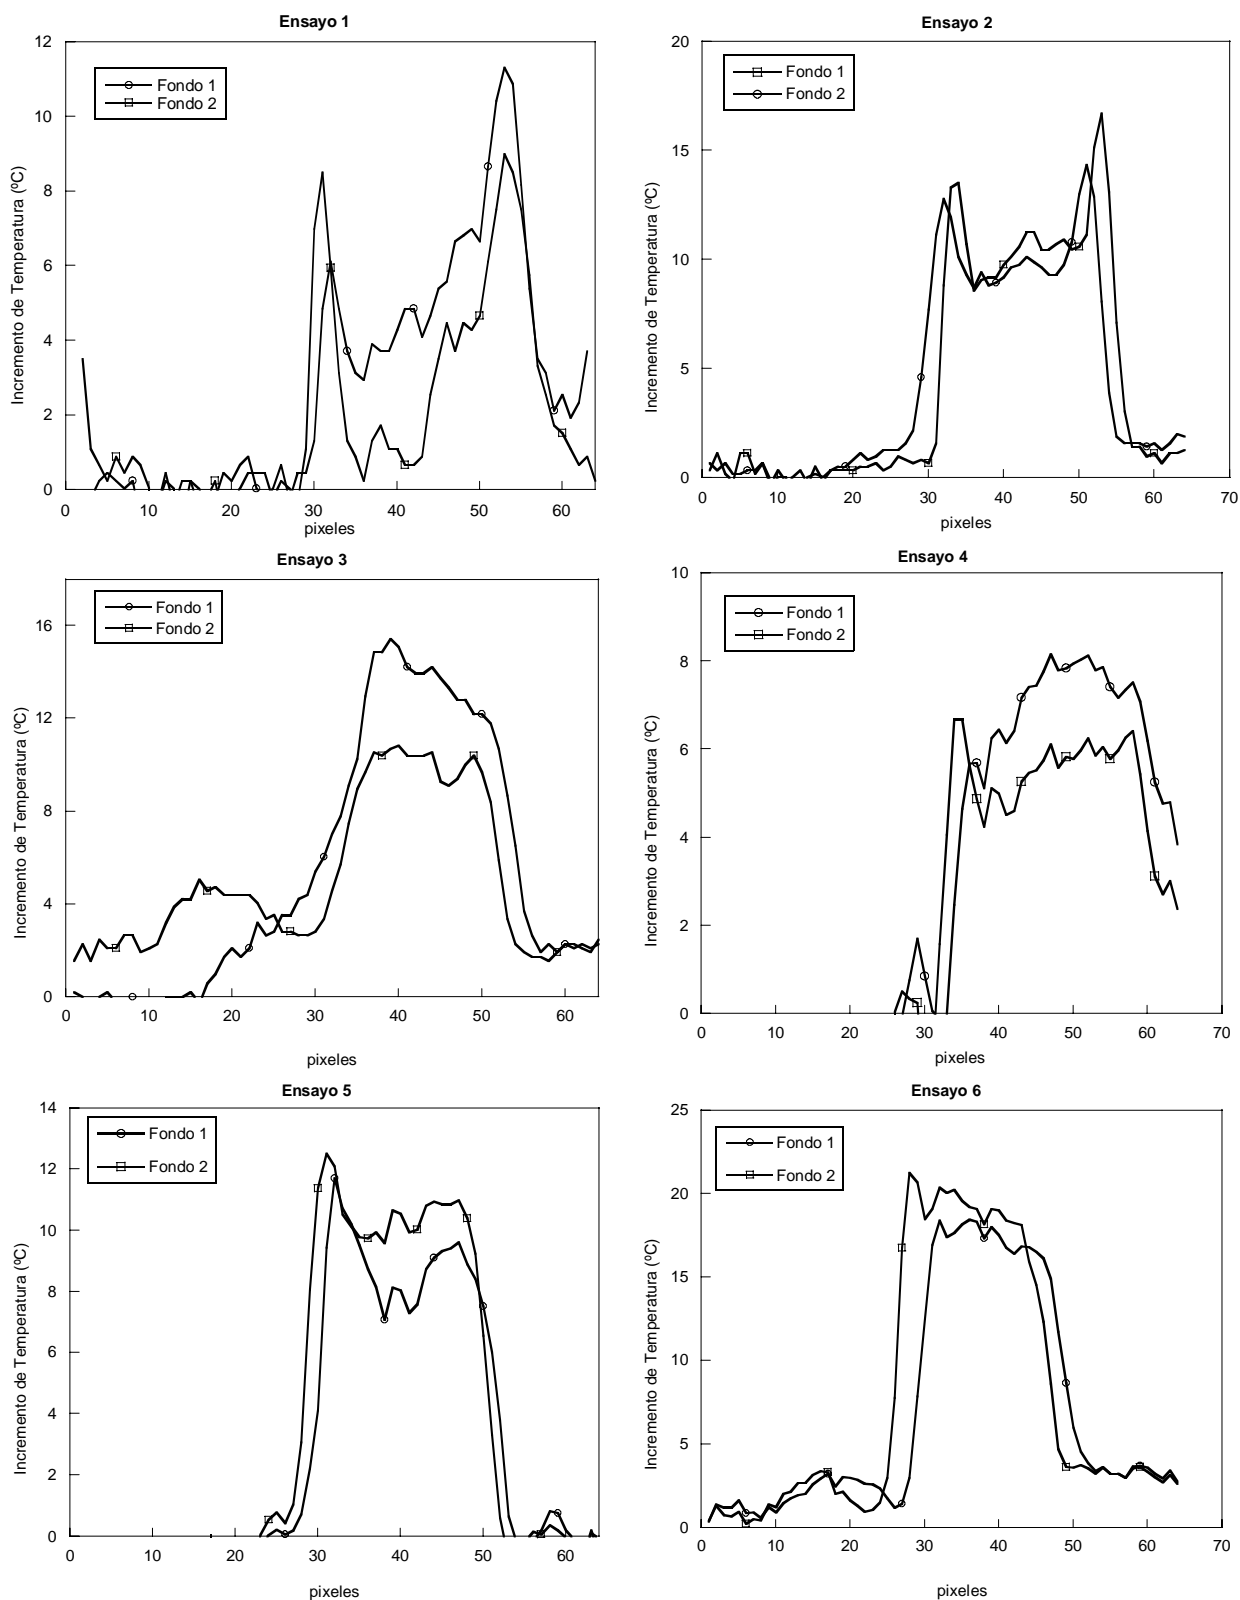 Ensayo 1
12
10
8
6
4
2
0
Incremento de Temperatura (ºC)
Fondo 1
Fondo 2
0 10 20 30 40 50 60
pixeles
Ensayo 2
20
15
10
5
0
Incremento de Temperatura (ºC)
Fondo 1
Fondo 2
0 10 20 30 40 50 60 70
pixeles
Ensayo 3
16
12
8
4
0
Incremento de Temperatura (ºC)
Fondo 1
Fondo 2
0 10 20 30 40 50 60
pixeles
Ensayo 4
10
8
6
4
2
0
Incremento de Temperatura (ºC)
Fondo 1
Fondo 2
0 10 20 30 40 50 60 70
pixeles
Ensayo 5
14
12
10
8
6
4
2
0
Incremento de Temperatura (ºC)
Fondo 1
Fondo 2
0 10 20 30 40 50 60
pixeles
Ensayo 6
25
20
15
10
5
0
Incremento de Temperatura (ºC)
Fondo 1
Fondo 2
0 10 20 30 40 50 60 70
pixeles